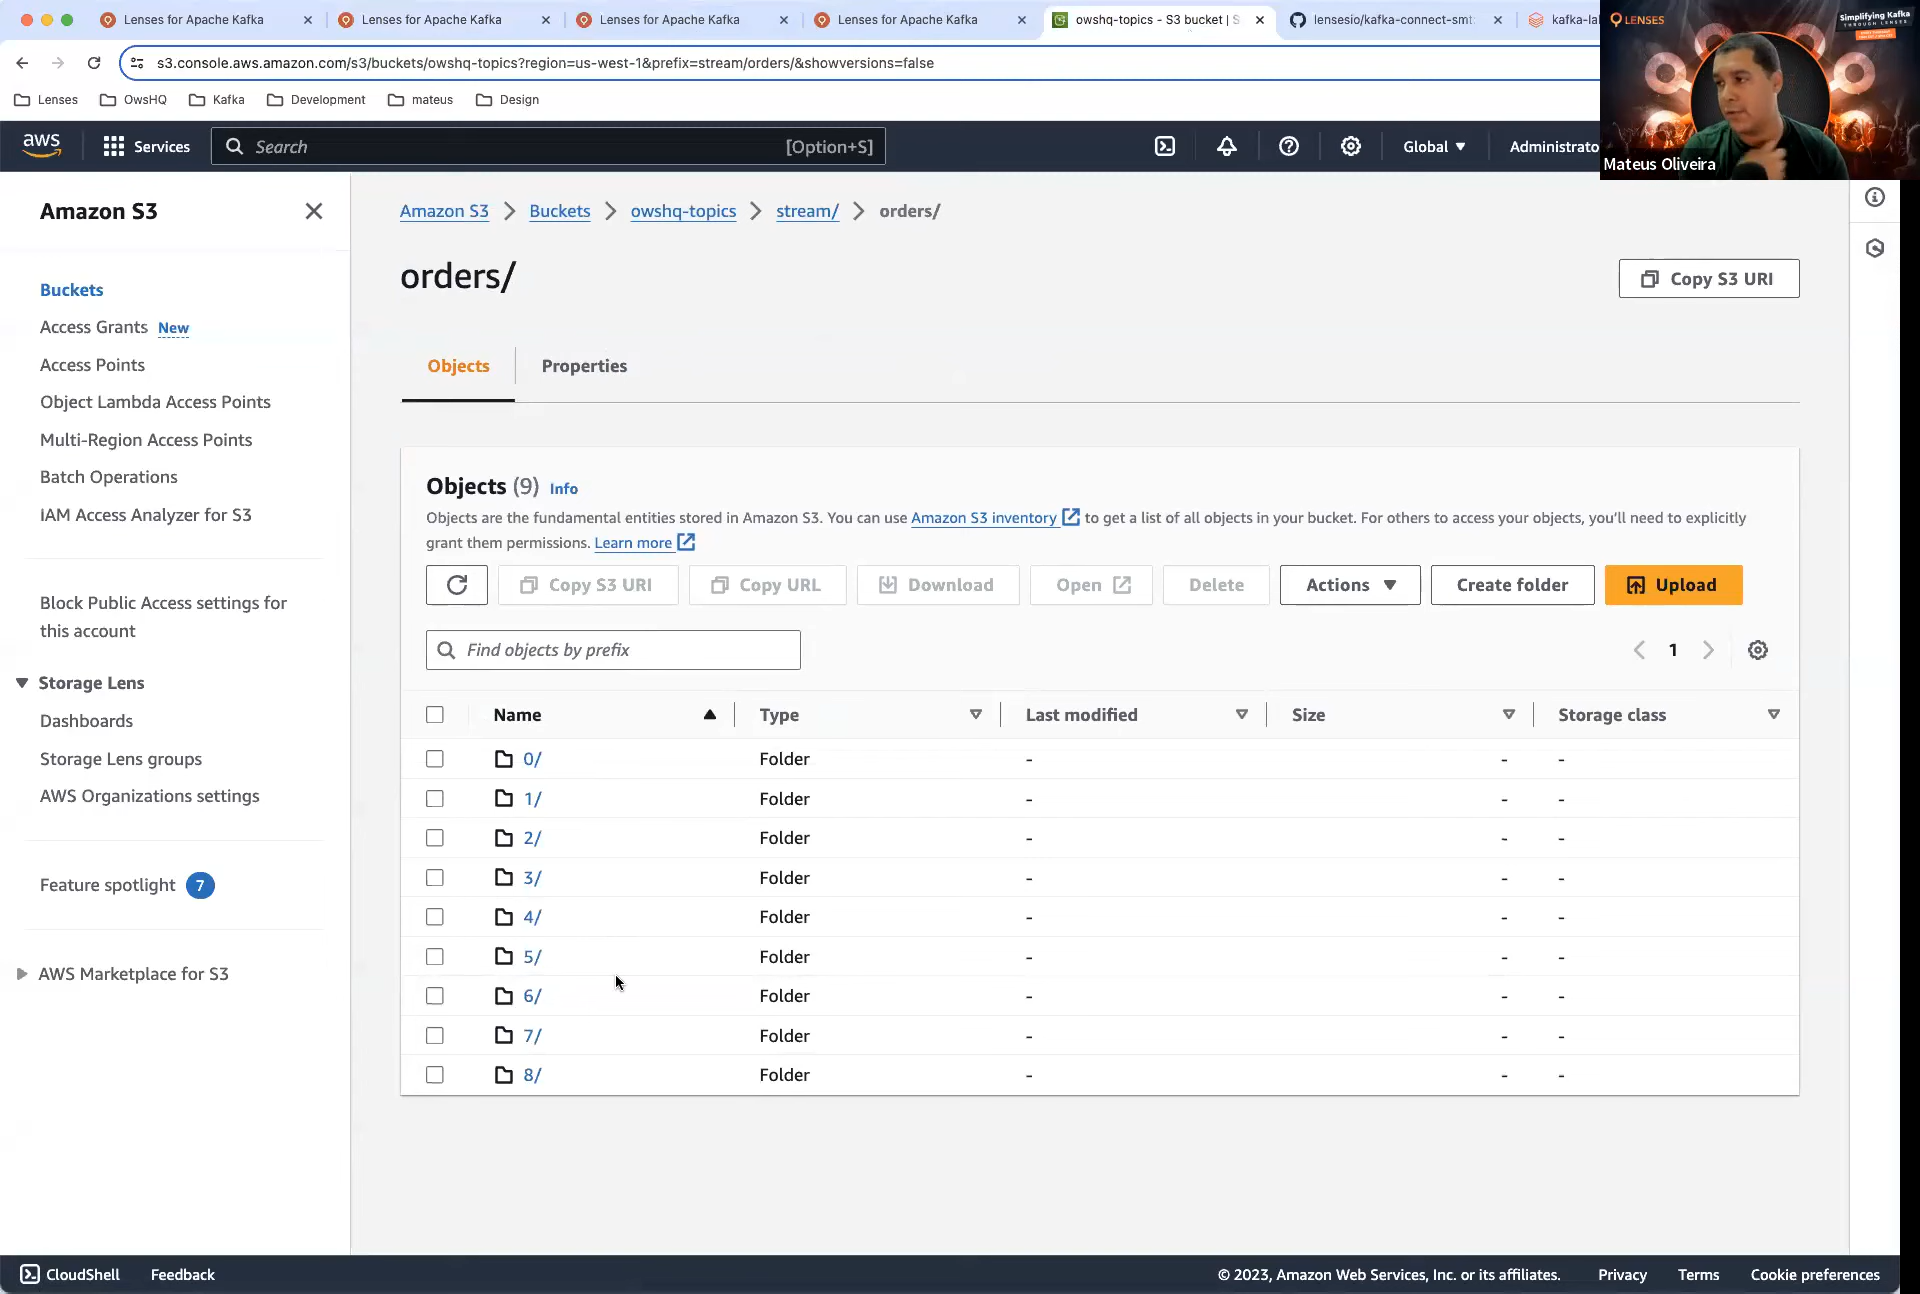 Lenses for Apache Kafka
Lenses for Apache Kafka
Lenses for Apache Kafka
Lenses for Apache Kafka
owshq-topics - S3 bucket | S
lensesio/kafka-connect-smt
kafka-la
s3.console.aws.amazon.com/s3/buckets/owshq-topics?region=us-west-1&prefix=stream/orders/&showversions=false
Lenses
OwsHQ
Kafka
Development
mateus
Design
LENSES
Simplifying Kafka
THROUGH LENSES
Mateus Oliveira
aws
Services
Search
[Option+S]
Global
Administrato
Amazon S3
Buckets
Access Grants New
Access Points
Object Lambda Access Points
Multi-Region Access Points
Batch Operations
IAM Access Analyzer for S3
Block Public Access settings for
this account
Storage Lens
Dashboards
Storage Lens groups
AWS Organizations settings
Feature spotlight 7
AWS Marketplace for S3
Amazon S3 > Buckets > owshq-topics > stream/ > orders/
orders/
Copy S3 URI
Objects
Properties
Objects (9) Info
Objects are the fundamental entities stored in Amazon S3. You can use Amazon S3 inventory to get a list of all objects in your bucket. For others to access your objects, you'll need to explicitly
grant them permissions. Learn more
Copy S3 URI
Copy URL
Download
Open
Delete
Actions
Create folder
Upload
Find objects by prefix
1
Name Type Last modified Size Storage class
0/ Folder - - -
1/ Folder - - -
2/ Folder - - -
3/ Folder - - -
4/ Folder - - -
5/ Folder - - -
6/ Folder - - -
7/ Folder - - -
8/ Folder - - -
CloudShell
Feedback
© 2023, Amazon Web Services, Inc. or its affiliates.
Privacy
Terms
Cookie preferences